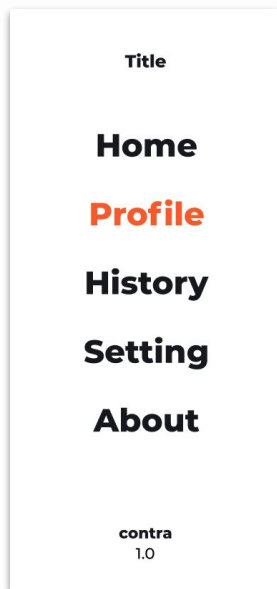 Title
Home
Profile
History
Setting
About
contra
1.0